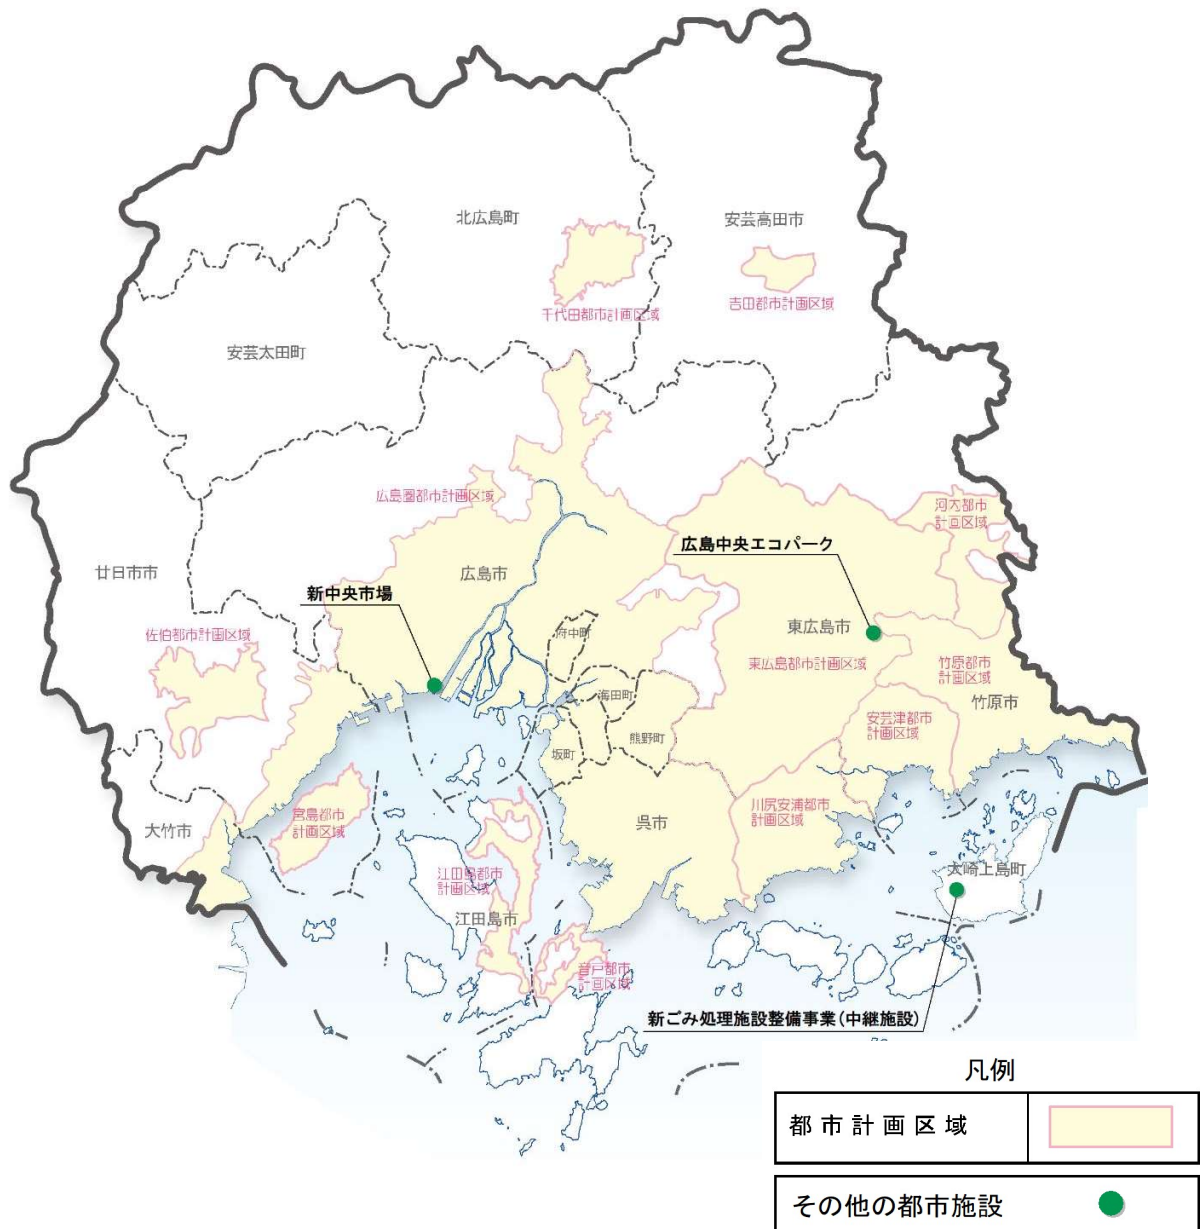 北広島町
安芸高田市
千代田都市計画区域
吉田都市計画区域
安芸太田町
広島圏都市計画区域
河内都市
計画区域
広島中央エコパーク
廿日市市
広島市
新中央市場
府中町
東広島市
佐伯都市計画区域
東広島都市計画区域
竹原都市
計画区域
海田町
竹原市
安芸津都市
計画区域
熊野町
坂町
宮島都市
計画区域
川尻安浦都市
計画区域
大竹市
呉市
江田島都市
計画区域
大崎上島町
江田島市
音戸都市
計画区域
新ごみ処理施設整備事業(中継施設)
凡例
都市計画区域
その他の都市施設